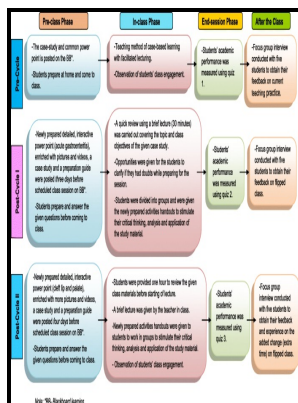 Pre-class Phase
In-class Phase
End-session Phase
After the Class
Pre-Cycle
-The case-study and common power
point is posted on the BB*.
-Students prepare at home and come to
class.
-Teaching method of case-based learning
with facilitated lecturing.
-Observation of students' class engagement.
-Students' academic
performance was
measured using quiz
1.
-Focus group interview
conducted with five
students to obtain their
feedback on current
teaching practice.
Post-Cycle I
-Newly prepared detailed, interactive
power point (acute gastroenteritis),
enriched with pictures and videos, a
case study and a preparation guide
were posted three days before
scheduled class session on BB*.
-Students prepare and answer the
given questions before coming to
class.
-A quick review using a brief lecture (30 minutes)
was carried out covering the topic and class
objectives of the given case study.
-Opportunities were given for the students to
clarify if they had doubts while preparing for the
session.
-Students were divided into groups and were given
the newly prepared activities handouts to stimulate
their critical thinking, analysis and application of
the study material.
-Students'
academic
performance
was measured
using quiz 2.
-Focus group interview
conducted with five
students to obtain
their feedback on flipped
class.
Post-Cycle II
-Newly prepared detailed, interactive
power point (cleft lip and palate),
enriched with more pictures and videos,
a case study and a preparation guide
were posted four days before
scheduled class session on BB*.
-Students prepare and answer the
given questions before coming to
class.
-Students were provided one hour to review the given
class materials before starting of lecture.
-A brief lecture was given by the teacher in class.
-Newly prepared activities handouts were given to
students to work in groups to stimulate their critical
thinking, analysis and application of the study material.
- Observation of students' class engagement.
-Students'
academic
performance
was measured
using quiz 3.
-Focus group
interview conducted
with five students to
obtain their feedback
and experience on the
added change (extra
time) on flipped class.
Note: *BB- Blackboard learning